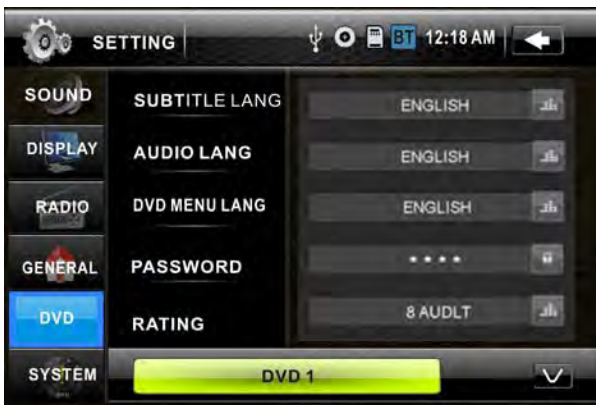 SETTING BT 12:18 AM
SOUND SUBTITLE LANG ENGLISH
DISPLAY AUDIO LANG ENGLISH
RADIO DVD MENU LANG ENGLISH
GENERAL PASSWORD ****
DVD RATING 8 AUDLT
SYSTEM DVD 1